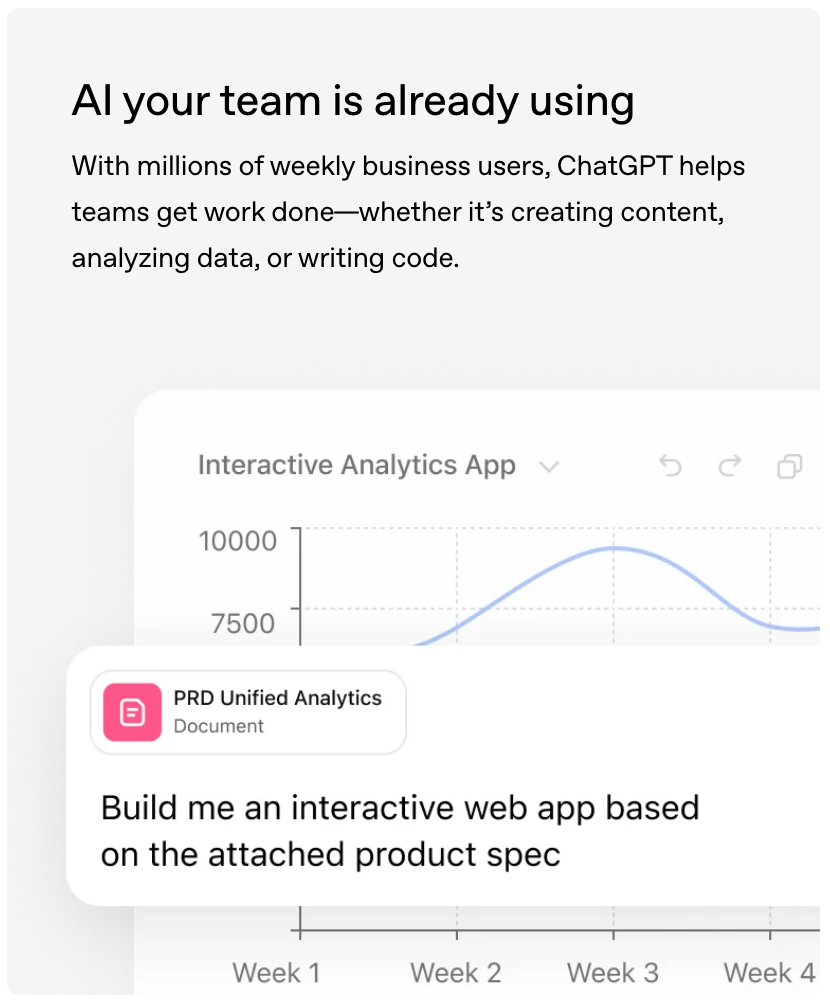 AI your team is already using
With millions of weekly business users, ChatGPT helps
teams get work done—whether it’s creating content,
analyzing data, or writing code.
Interactive Analytics App
10000
7500
PRD Unified Analytics
Document
Build me an interactive web app based
on the attached product spec
Week 1 Week 2 Week 3 Week 4